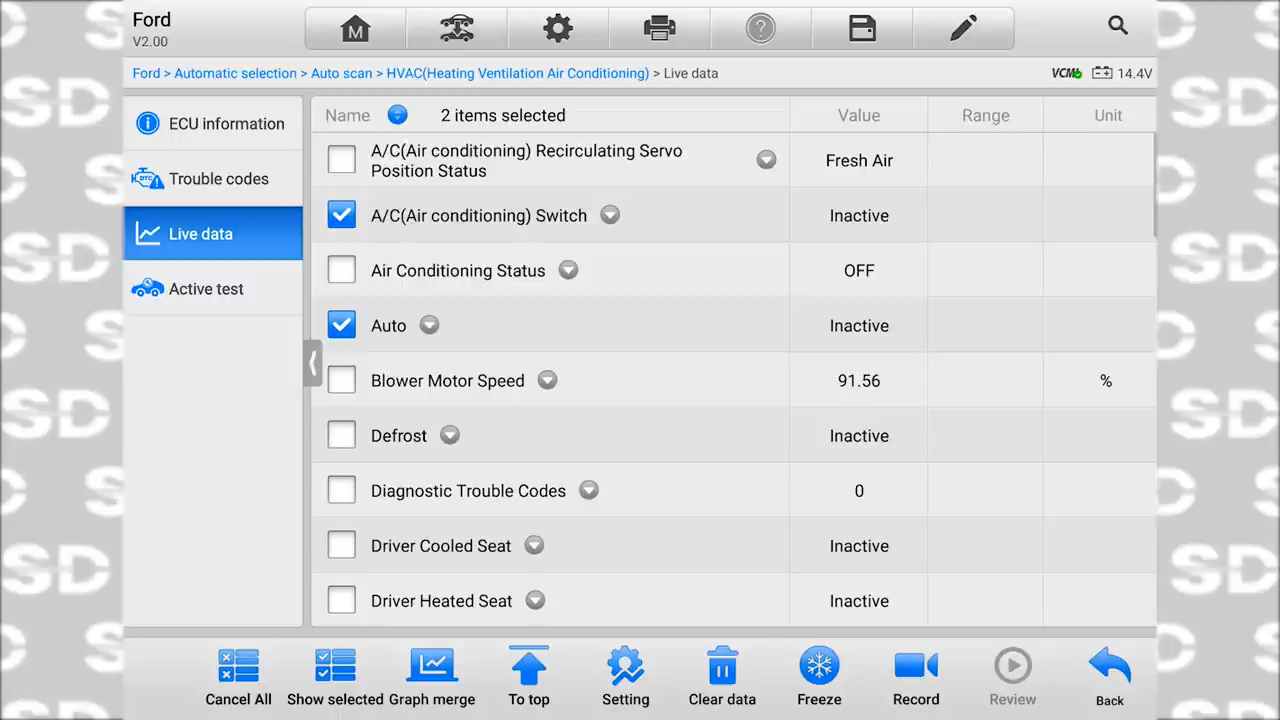 Ford
V2.00
M
?
Ford > Automatic selection > Auto scan > HVAC(Heating Ventilation Air Conditioning) > Live data
VCMI
14.4V
ECU information
DTC
Trouble codes
Live data
Active test
Name
2 items selected
Value
Range
Unit
A/C(Air conditioning) Recirculating Servo
Position Status
Fresh Air
A/C(Air conditioning) Switch
Inactive
Air Conditioning Status
OFF
Auto
Inactive
Blower Motor Speed
91.56
%
Defrost
Inactive
Diagnostic Trouble Codes
0
Driver Cooled Seat
Inactive
Driver Heated Seat
Inactive
Cancel All
Show selected
Graph merge
To top
Setting
Clear data
Freeze
Record
Review
Back